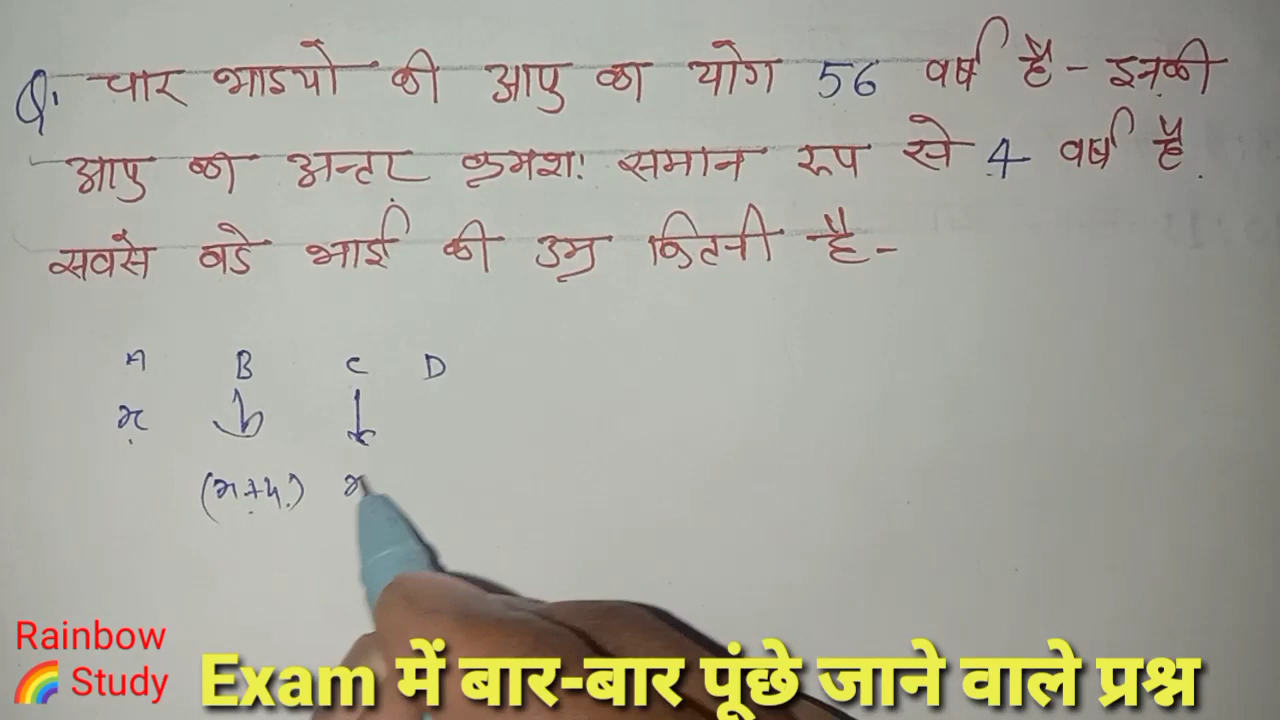 Q. चार भाइयो की आयु का योग 56 वर्ष है - इनकी
आयु का अन्तर क्रमशः समान रूप से 4 वर्ष है.
सबसे बडे भाई की उम्र कितनी है -
A B C D
x
(x+4) x
Rainbow
Study
Exam में बार-बार पूंछे जाने वाले प्रश्न